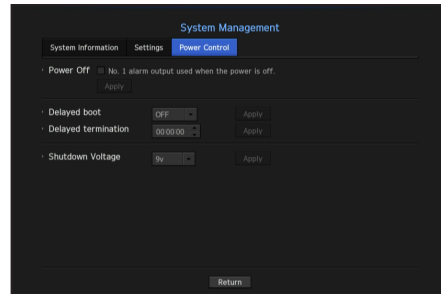 System Management
System Information Settings Power Control
Power Off No. 1 alarm output used when the power is off.
Apply
Delayed boot OFF Apply
Delayed termination 00:00:00 Apply
Shutdown Voltage 9v Apply
Return